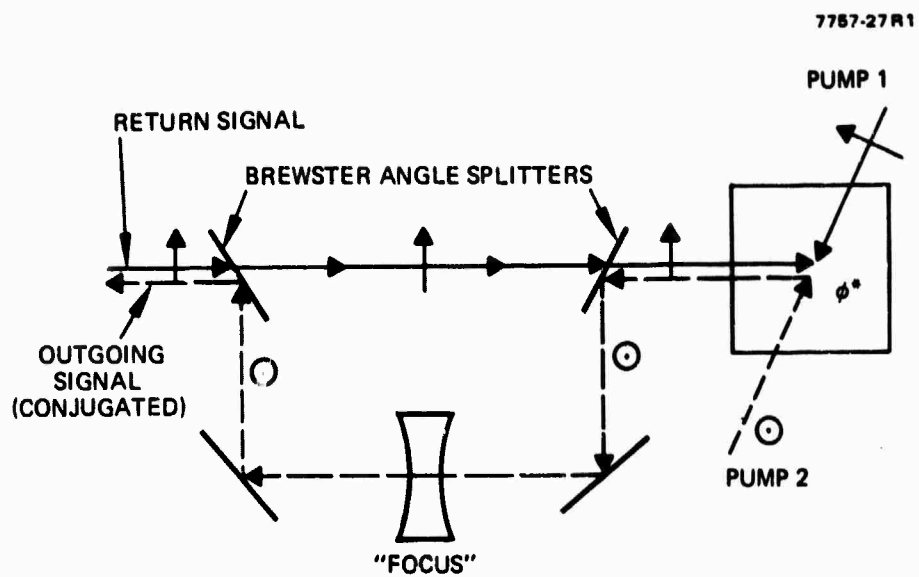 7757-27R1
PUMP 1
RETURN SIGNAL
BREWSTER ANGLE SPLITTERS
φ*
OUTGOING
SIGNAL
(CONJUGATED)
PUMP 2
"FOCUS"